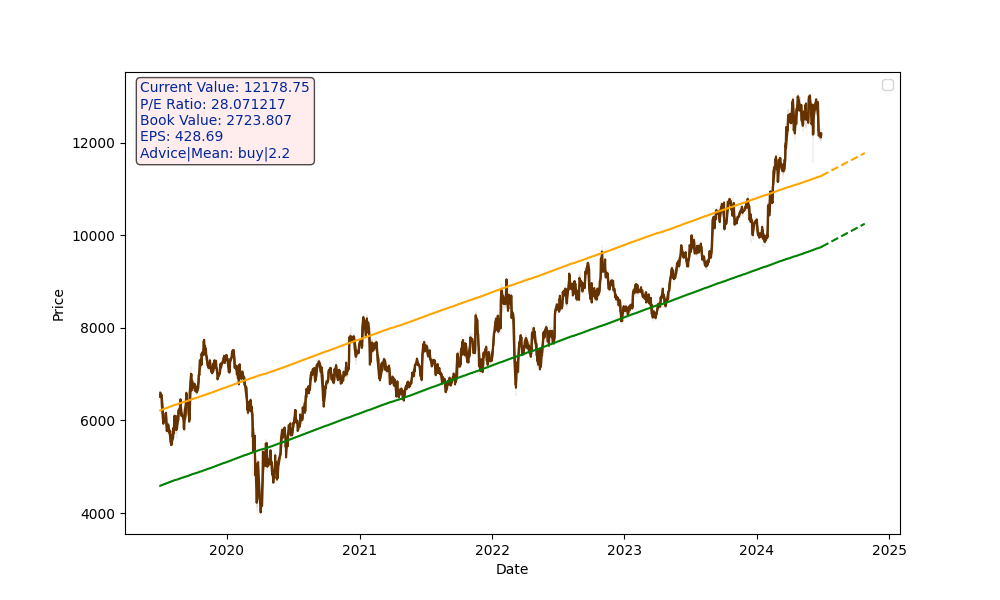 Current Value: 12178.75
P/E Ratio: 28.071217
Book Value: 2723.807
EPS: 428.69
Advice|Mean: buy|2.2
12000
10000
8000
6000
4000
Price
2020 2021 2022 2023 2024 2025
Date